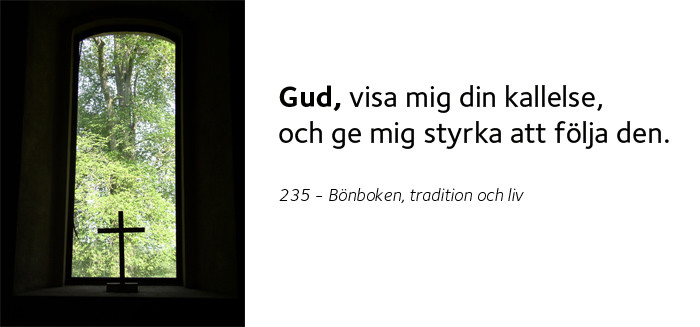 Gud, visa mig din kallelse,
och ge mig styrka att följa den.
235 – Bönboken, tradition och liv